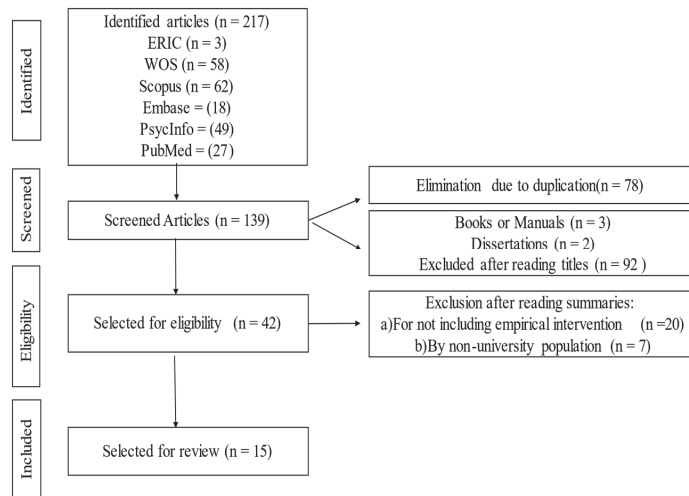 Identified
Identified articles (n = 217)
ERIC (n = 3)
WOS (n = 58)
Scopus (n = 62)
Embase = (18)
PsycInfo = (49)
PubMed = (27)
Screened
Screened Articles (n = 139)
Elimination due to duplication(n = 78)
Books or Manuals (n = 3)
Dissertations (n = 2)
Excluded after reading titles (n = 92 )
Eligibility
Selected for eligibility (n = 42)
Exclusion after reading summaries:
a)For not including empirical intervention (n =20)
b)By non-university population (n = 7)
Included
Selected for review (n = 15)